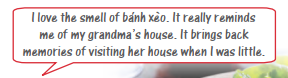 I love the smell of bánh xèo. It really reminds
me of my grandma's house. It brings back
memories of visiting her house when I was little.